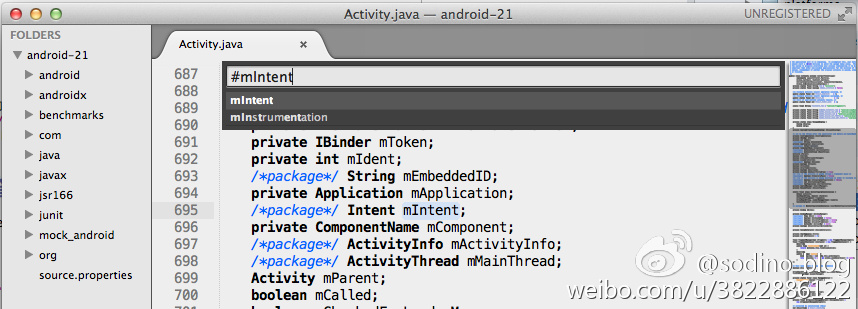 Activity.java — android-21
UNREGISTERED
FOLDERS
android-21
android
androidx
benchmarks
com
java
javax
jsr166
junit
mock_android
org
source.properties
Activity.java ×
#mIntent
mIntent
mInstrumentation
687
688
689
690
691 private IBinder mToken;
692 private int mIdent;
693 /*package*/ String mEmbeddedID;
694 private Application mApplication;
695 /*package*/ Intent mIntent;
696 private ComponentName mComponent;
697 /*package*/ ActivityInfo mActivityInfo;
698 /*package*/ ActivityThread mMainThread;
699 Activity mParent;
700 boolean mCalled;
@sodino-blog
weibo.com/u/3822886122